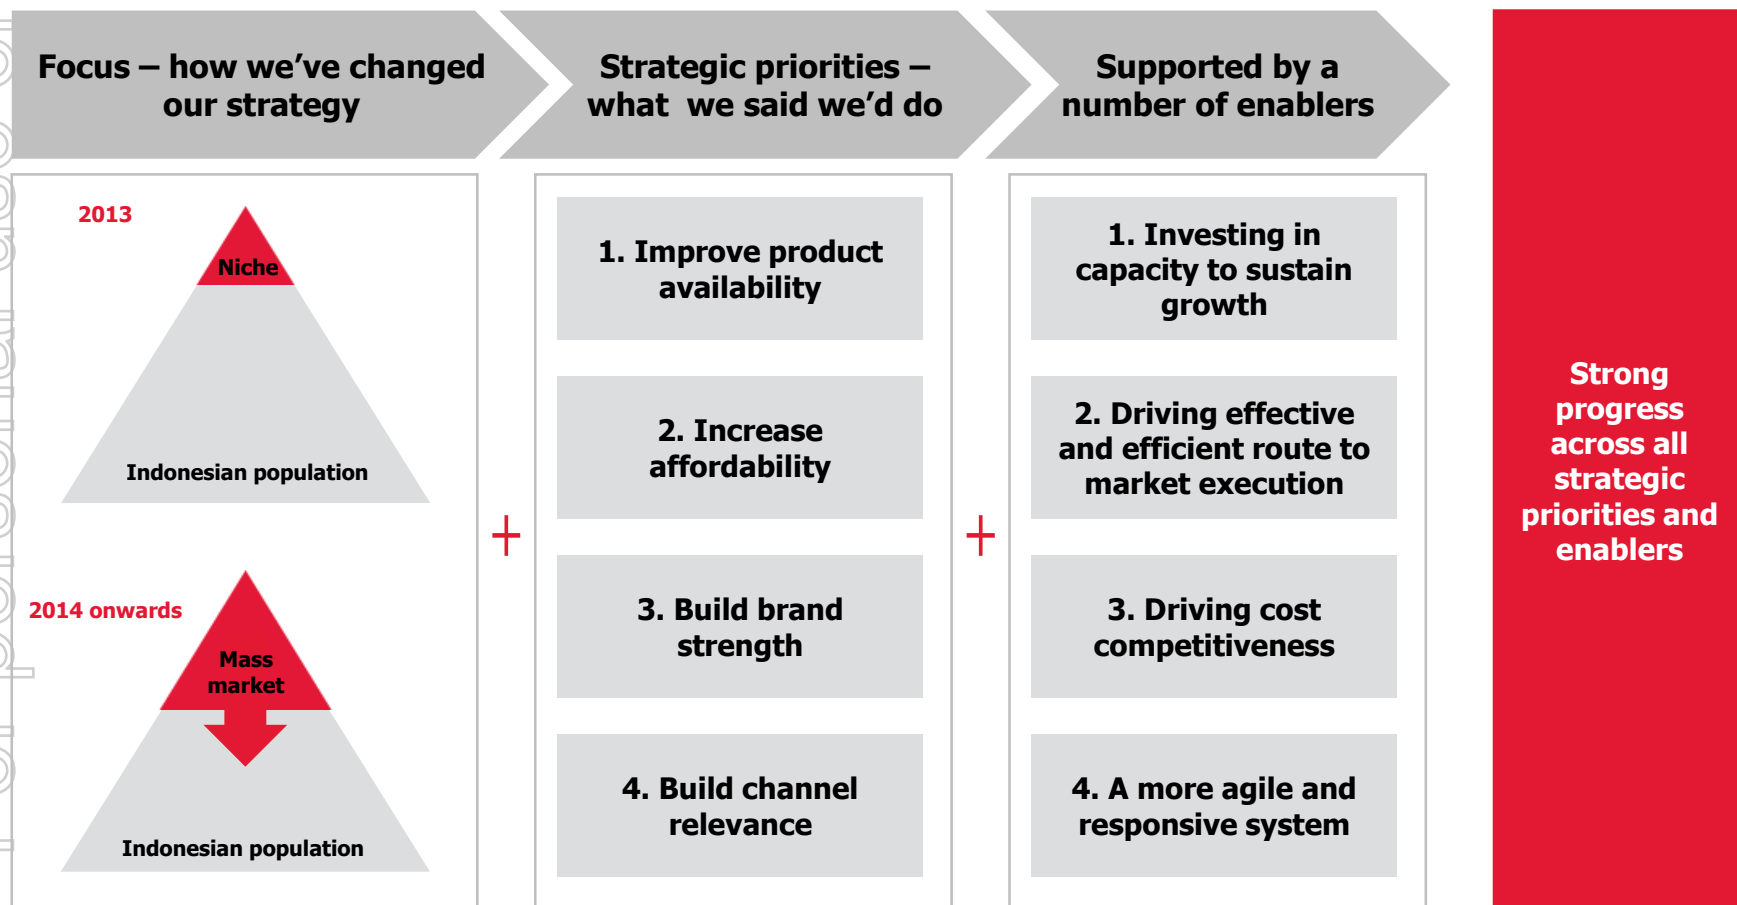 Focus – how we've changed
our strategy
Strategic priorities –
what we said we'd do
Supported by a
number of enablers
2013
Niche
Indonesian population
2014 onwards
Mass
market
Indonesian population
+
1. Improve product
availability
2. Increase
affordability
3. Build brand
strength
4. Build channel
relevance
+
1. Investing in
capacity to sustain
growth
2. Driving effective
and efficient route to
market execution
3. Driving cost
competitiveness
4. A more agile and
responsive system
Strong
progress
across all
strategic
priorities and
enablers